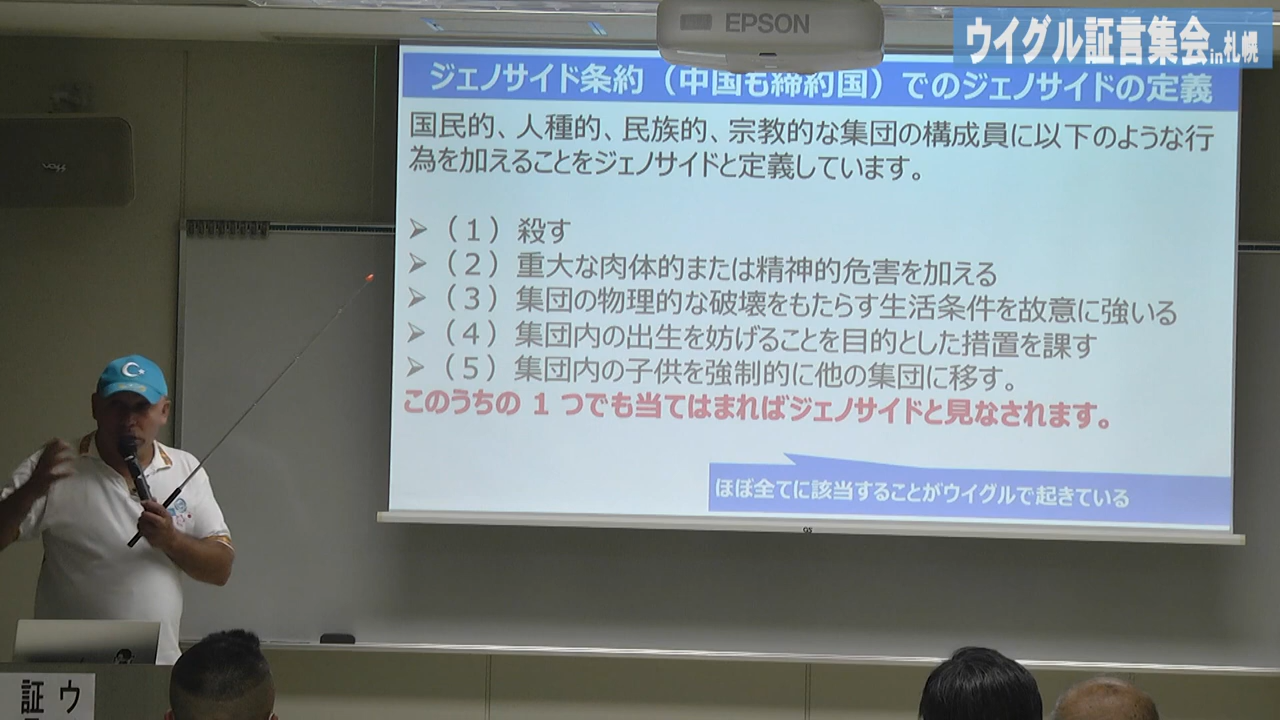 EPSON
ウイグル証言集会in札幌
ジェノサイド条約（中国も締約国）でのジェノサイドの定義
国民的、人種的、民族的、宗教的な集団の構成員に以下のような行
為を加えることをジェノサイドと定義しています。
➢（１）殺す
➢（２）重大な肉体的または精神的危害を加える
➢（３）集団の物理的な破壊をもたらす生活条件を故意に強いる
➢（４）集団内の出生を妨げることを目的とした措置を課す
➢（５）集団内の子供を強制的に他の集団に移す。
このうちの １ つでも当てはまればジェノサイドと見なされます。
ほぼ全てに該当することがウイグルで起きている
OS
ウ
証